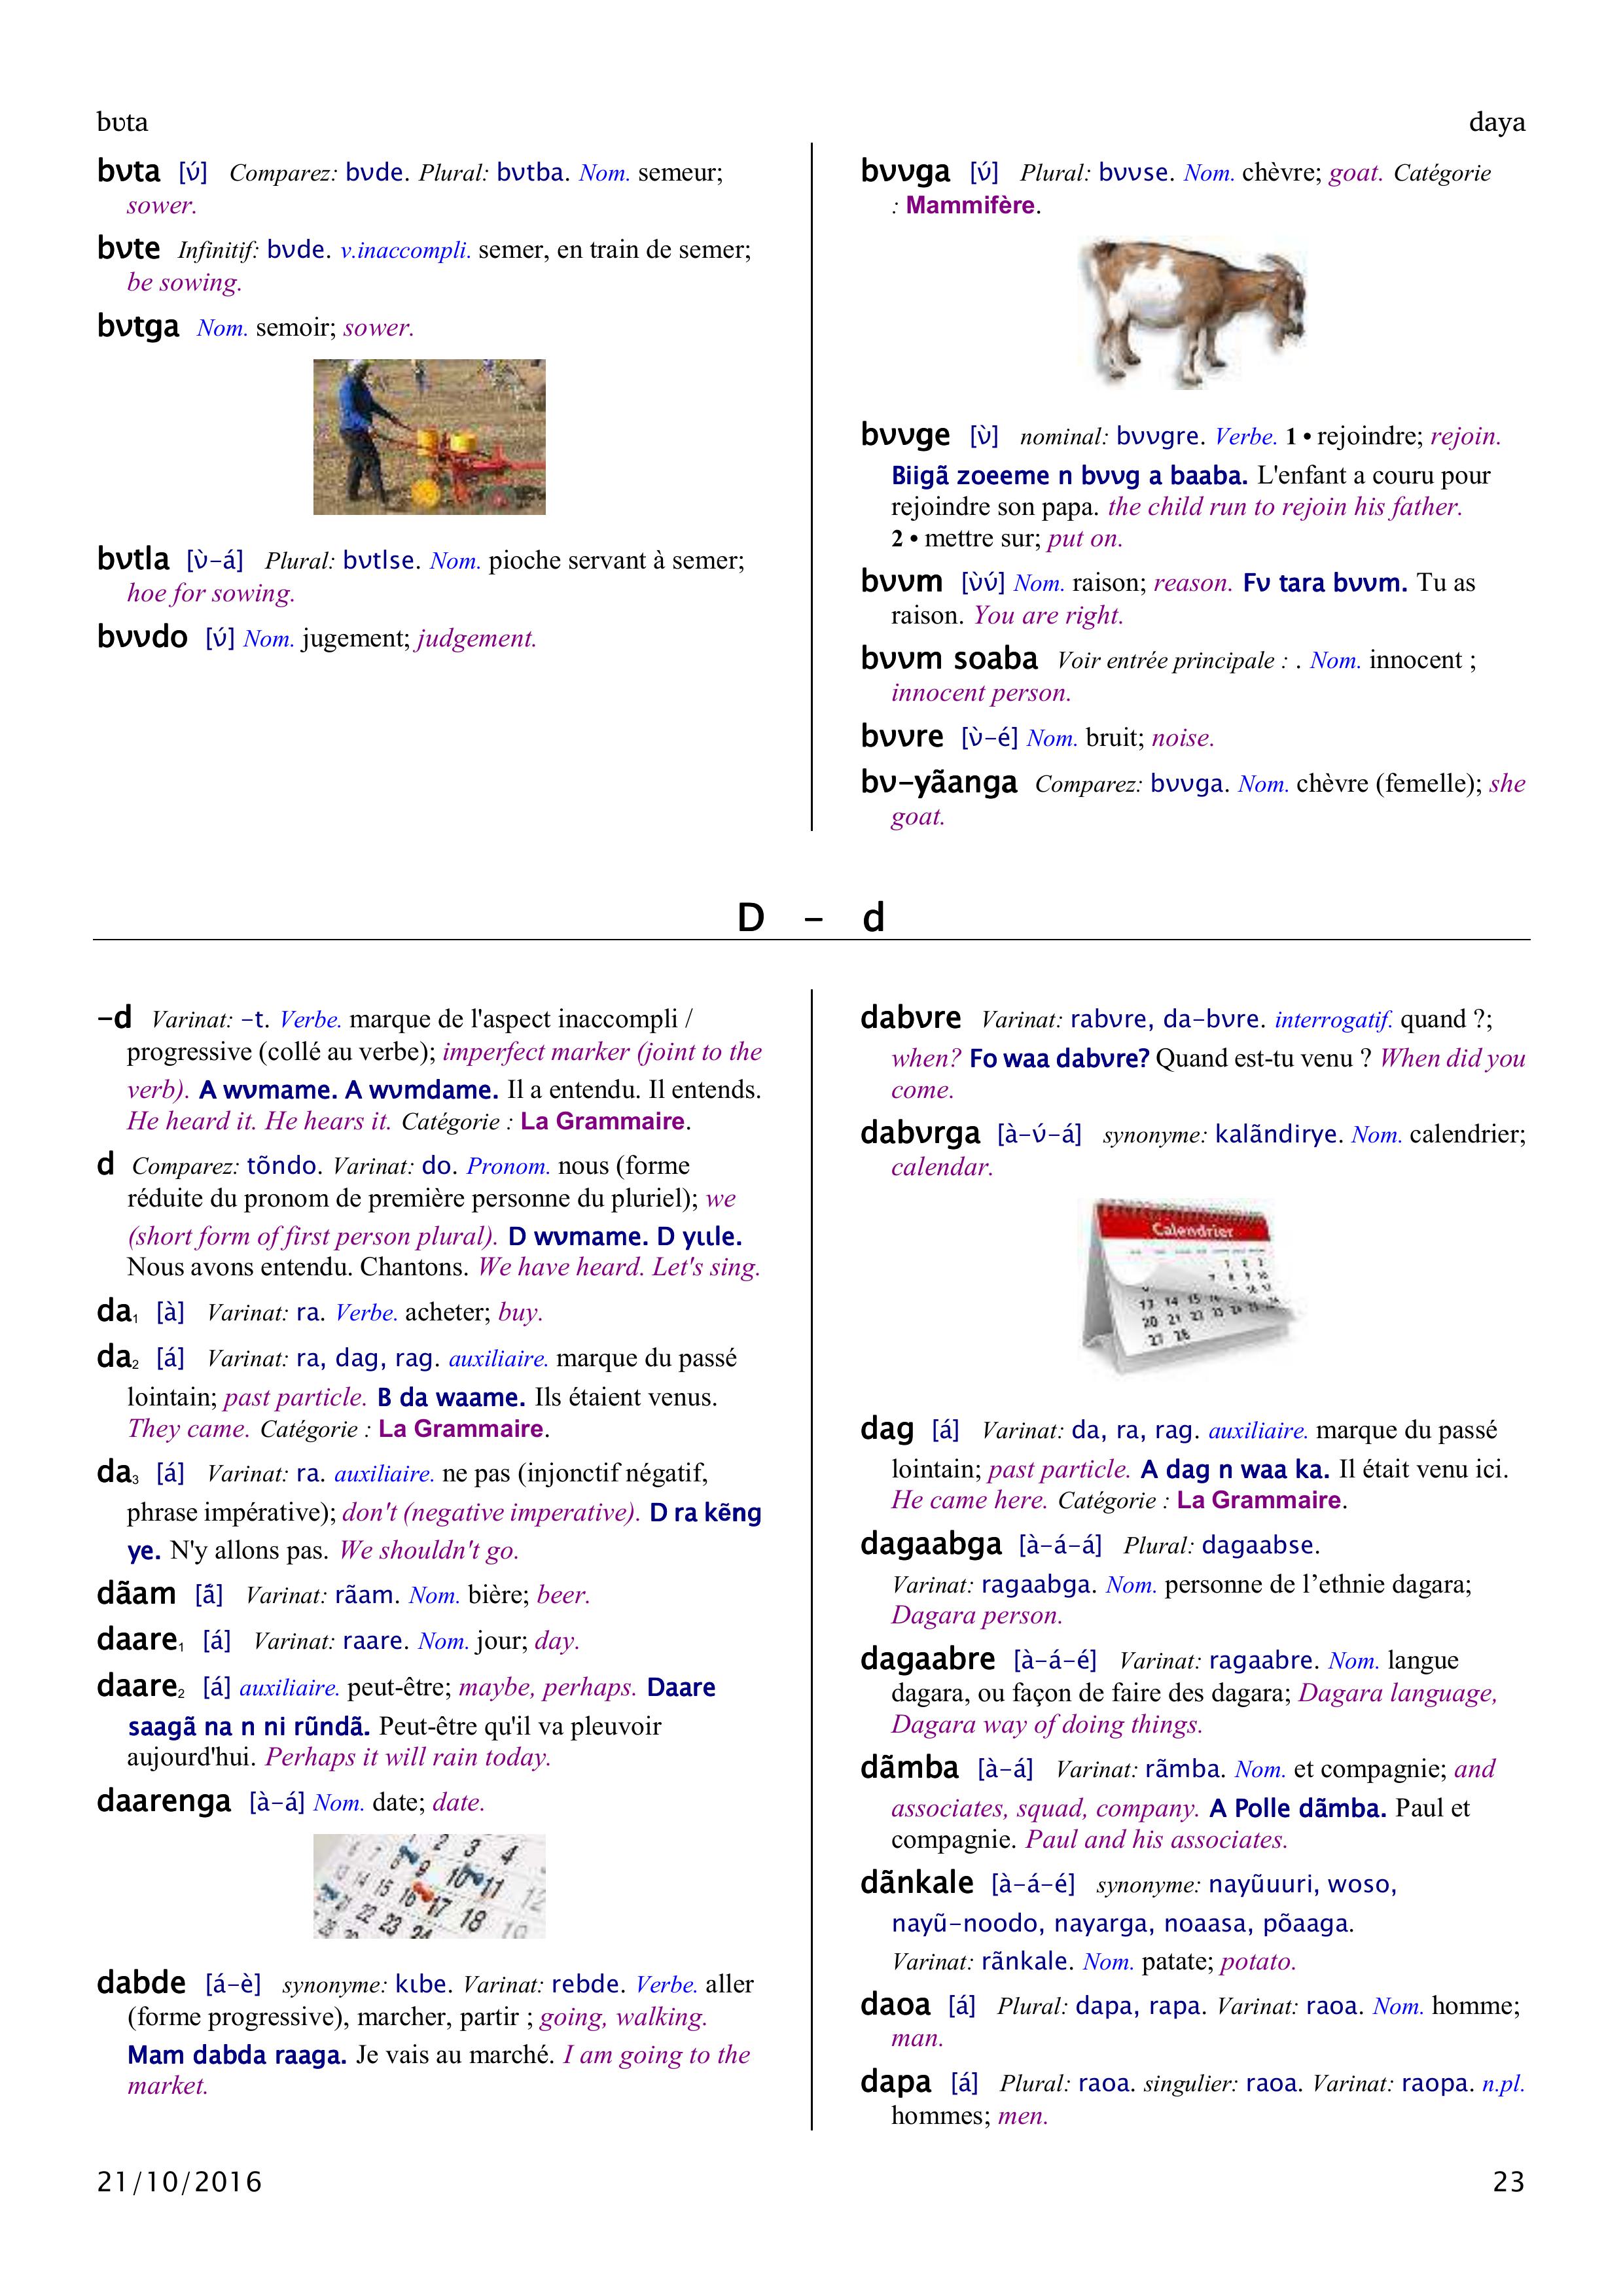 bʋta
daya
bʋta [ʋ́] Comparez: bʋde. Plural: bʋtba. Nom. semeur;
sower.
bʋte Infinitif: bʋde. v.inaccompli. semer, en train de semer;
be sowing.
bʋtga Nom. semoir; sower.
bʋtla [ʋ̀-á] Plural: bʋtlse. Nom. pioche servant à semer;
hoe for sowing.
bʋʋdo [ʋ́] Nom. jugement; judgement.
bʋʋga [ʋ́] Plural: bʋʋse. Nom. chèvre; goat. Catégorie
: Mammifère.
bʋʋge [ʋ̀] nominal: bʋʋgre. Verbe. 1 • rejoindre; rejoin.
Biigã zoeeme n bʋʋg a baaba. L'enfant a couru pour
rejoindre son papa. the child run to rejoin his father.
2 • mettre sur; put on.
bʋʋm [ʋ̀ʋ́] Nom. raison; reason. Fʋ tara bʋʋm. Tu as
raison. You are right.
bʋʋm soaba Voir entrée principale : . Nom. innocent ;
innocent person.
bʋʋre [ʋ̀-é] Nom. bruit; noise.
bʋ-yãanga Comparez: bʋʋga. Nom. chèvre (femelle); she
goat.
D - d
-d Varinat: -t. Verbe. marque de l'aspect inaccompli /
progressive (collé au verbe); imperfect marker (joint to the
verb). A wʋmame. A wʋmdame. Il a entendu. Il entends.
He heard it. He hears it. Catégorie : La Grammaire.
d Comparez: tõndo. Varinat: do. Pronom. nous (forme
réduite du pronom de première personne du pluriel); we
(short form of first person plural). D wʋmame. D yɩɩle.
Nous avons entendu. Chantons. We have heard. Let's sing.
da1 [à] Varinat: ra. Verbe. acheter; buy.
da2 [á] Varinat: ra, dag, rag. auxiliaire. marque du passé
lointain; past particle. B da waame. Ils étaient venus.
They came. Catégorie : La Grammaire.
da3 [á] Varinat: ra. auxiliaire. ne pas (injonctif négatif,
phrase impérative); don't (negative imperative). D ra kẽng
ye. N'y allons pas. We shouldn't go.
dãam [ã́] Varinat: rãam. Nom. bière; beer.
daare1 [á] Varinat: raare. Nom. jour; day.
daare2 [á] auxiliaire. peut-être; maybe, perhaps. Daare
saagã na n ni rũndã. Peut-être qu'il va pleuvoir
aujourd'hui. Perhaps it will rain today.
daarenga [à-á] Nom. date; date.
1 2 3 4
6 7 8 9 10 11 12
13 14 15 16 17 18 19
22 23 24
dabde [á-è] synonyme: kɩbe. Varinat: rebde. Verbe. aller
(forme progressive), marcher, partir ; going, walking.
Mam dabda raaga. Je vais au marché. I am going to the
market.
dabʋre Varinat: rabʋre, da-bʋre. interrogatif. quand ?;
when? Fo waa dabʋre? Quand est-tu venu ? When did you
come.
dabʋrga [à-ʋ́-á] synonyme: kalãndirye. Nom. calendrier;
calendar.
Calendrier
1 2 3
7 8 9 10
13 14 15 16 17
20 21 22 23 24 25
27 28
dag [á] Varinat: da, ra, rag. auxiliaire. marque du passé
lointain; past particle. A dag n waa ka. Il était venu ici.
He came here. Catégorie : La Grammaire.
dagaabga [à-á-á] Plural: dagaabse.
Varinat: ragaabga. Nom. personne de l’ethnie dagara;
Dagara person.
dagaabre [à-á-é] Varinat: ragaabre. Nom. langue
dagara, ou façon de faire des dagara; Dagara language,
Dagara way of doing things.
dãmba [à-á] Varinat: rãmba. Nom. et compagnie; and
associates, squad, company. A Polle dãmba. Paul et
compagnie. Paul and his associates.
dãnkale [à-á-é] synonyme: nayũuuri, woso,
nayũ-noodo, nayarga, noaasa, põaaga.
Varinat: rãnkale. Nom. patate; potato.
daoa [á] Plural: dapa, rapa. Varinat: raoa. Nom. homme;
man.
dapa [á] Plural: raoa. singulier: raoa. Varinat: raopa. n.pl.
hommes; men.
21/10/2016
23